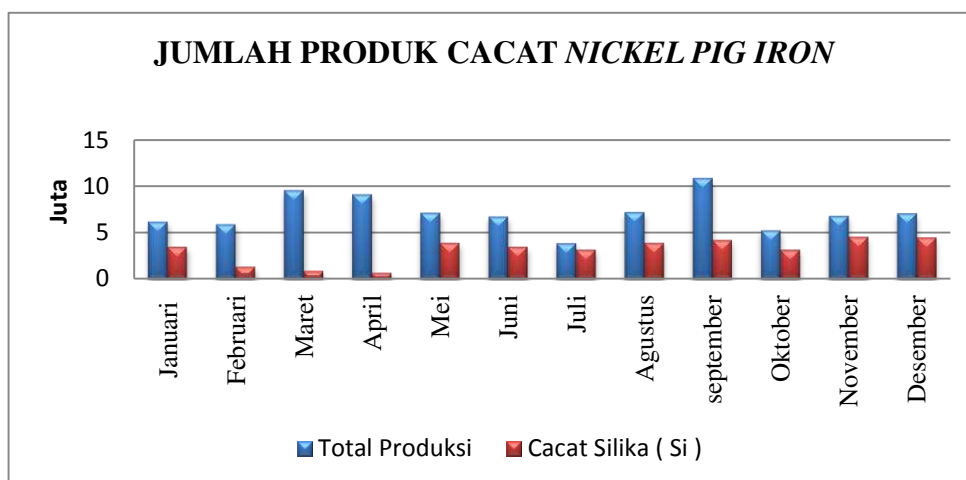 JUMLAH PRODUK CACAT NICKEL PIG IRON
15
10
5
0
Juta
Januari
Februari
Maret
April
Mei
Juni
Juli
Agustus
september
Oktober
November
Desember
Total Produksi
Cacat Silika ( Si )